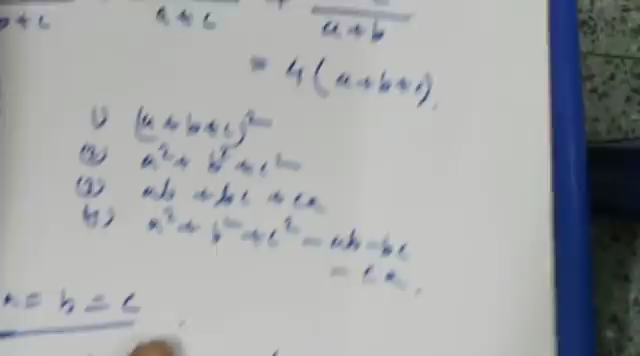 b+c a+c + a+b
= 4(a+b+c).
1) (a+b+c)²
(2) a²+ b²+c²
(3) ab +bc +ca
(4) a²+ b²+c² - ab-bc
- ca.
a= b = c